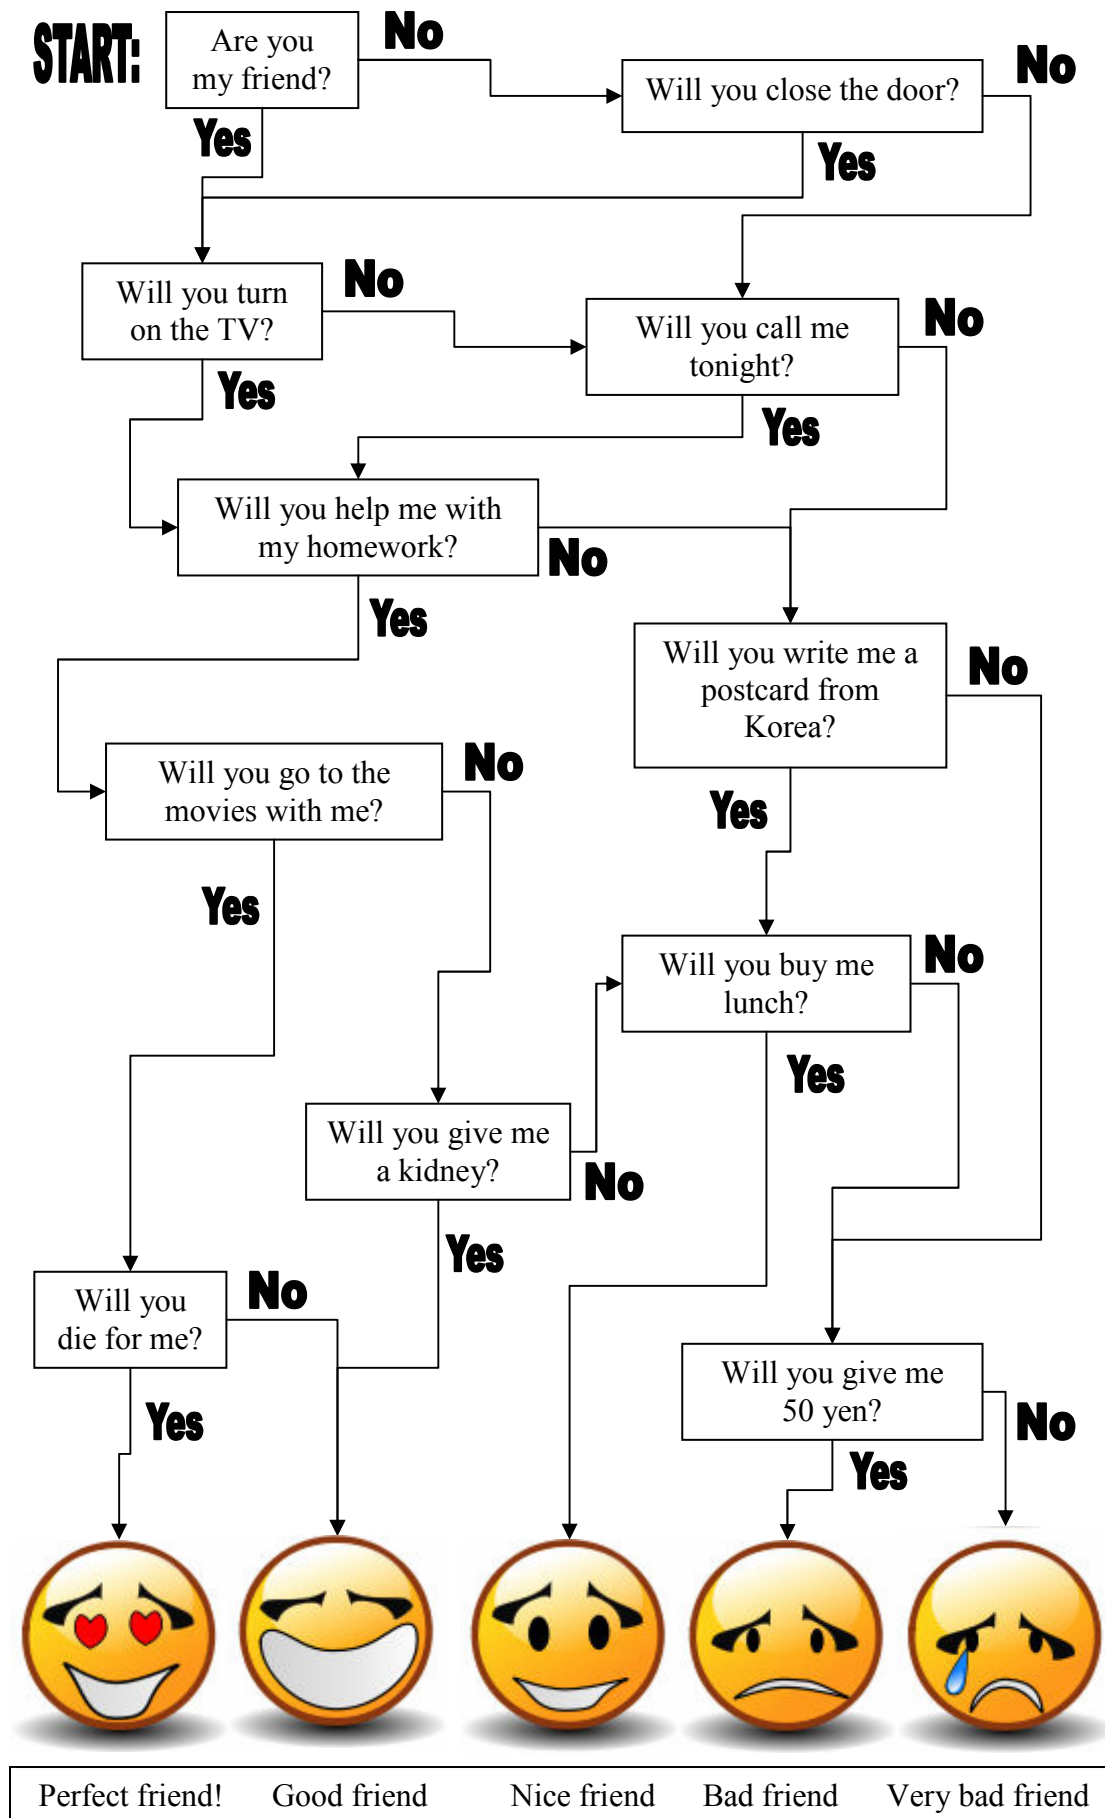 START:
Are you
my friend?
No
Will you close the door?
No
Yes
Yes
Will you turn
on the TV?
No
Will you call me
tonight?
No
Yes
Yes
Will you help me with
my homework?
No
Yes
Will you write me a
postcard from
Korea?
No
Will you go to the
movies with me?
No
Yes
Yes
Will you buy me
lunch?
No
Yes
Will you give me
a kidney?
No
Yes
Will you
die for me?
No
Yes
Will you give me
50 yen?
No
Yes
Perfect friend!
Good friend
Nice friend
Bad friend
Very bad friend